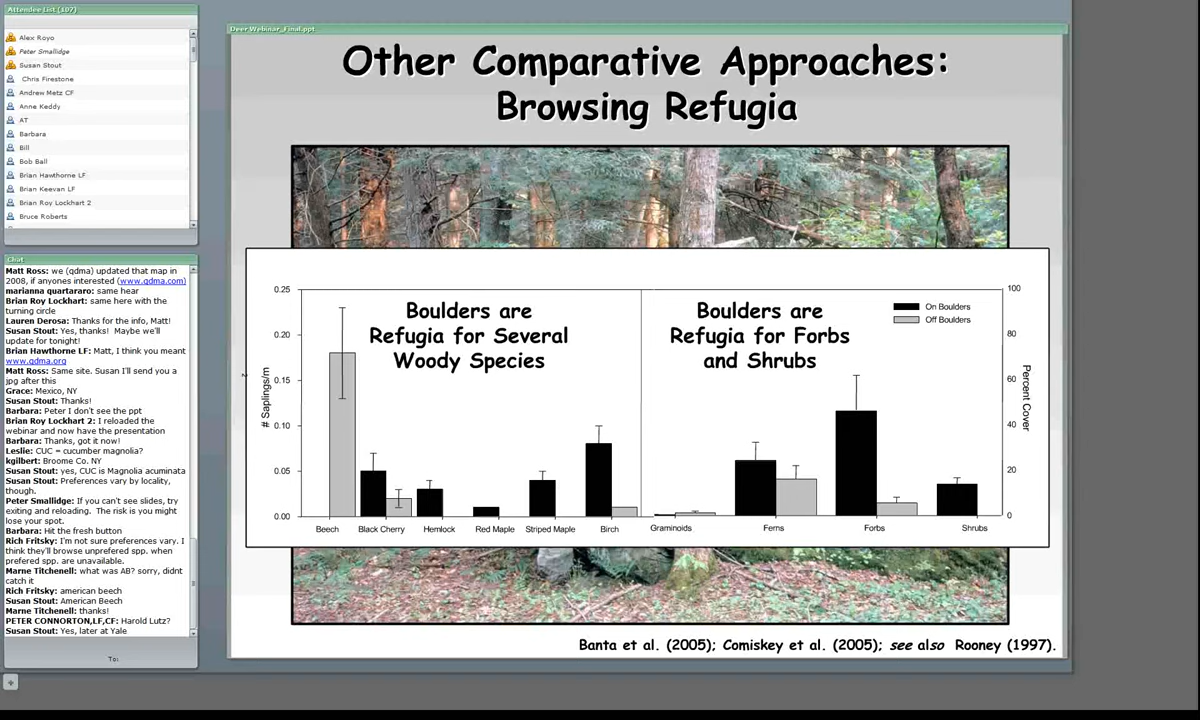 Attendee List (107)
Alex Royo
Peter Smallidge
Susan Stout
Chris Firestone
Andrew Metz CF
Anne Keddy
AT
Barbara
Bill
Bob Ball
Brian Hawthorne LF
Brian Keevan LF
Brian Roy Lockhart 2
Bruce Roberts
Chat
Matt Ross: we (qdma) updated that map in
2008, if anyones interested (www.qdma.com)
marianna quartararo: same hear
Brian Roy Lockhart: same here with the
turning circle
Lauren Derosa: Thanks for the info, Matt!
Susan Stout: Yes, thanks! Maybe we'll
update for tonight!
Brian Hawthorne LF: Matt, I think you meant
www.qdma.org
Matt Ross: Same site. Susan I'll send you a
jpg after this
Grace: Mexico, NY
Susan Stout: Thanks!
Barbara: Peter I don't see the ppt
Brian Roy Lockhart 2: I reloaded the
webinar and now have the presentation
Barbara: Thanks, got it now!
Leslie: CUC = cucumber magnolia?
kgilbert: Broome Co. NY
Susan Stout: yes, CUC is Magnolia acuminata
Susan Stout: Preferences vary by locality,
though.
Peter Smallidge: If you can't see slides, try
exiting and reloading. The risk is you might
lose your spot.
Barbara: Hit the fresh button
Rich Fritsky: I'm not sure preferences vary. I
think they'll browse unprefered spp. when
prefered spp. are unavailable.
Marne Titchenell: what was AB? sorry, didnt
catch it
Rich Fritsky: american beech
Susan Stout: American Beech
Marne Titchenell: thanks!
PETER CONNORTON,LF,CF: Harold Lutz?
Susan Stout: Yes, later at Yale
To:
Deer Webinar_Final.ppt
Other Comparative Approaches:
Browsing Refugia
Boulders are
Refugia for Several
Woody Species
Boulders are
Refugia for Forbs
and Shrubs
On Boulders
Off Boulders
# Saplings/m
2
0.25
0.20
0.15
0.10
0.05
0.00
Percent Cover
100
80
60
40
20
0
Beech Black Cherry Hemlock Red Maple Striped Maple Birch Graminoids Ferns Forbs Shrubs
Banta et al. (2005); Comiskey et al. (2005); see also Rooney (1997).